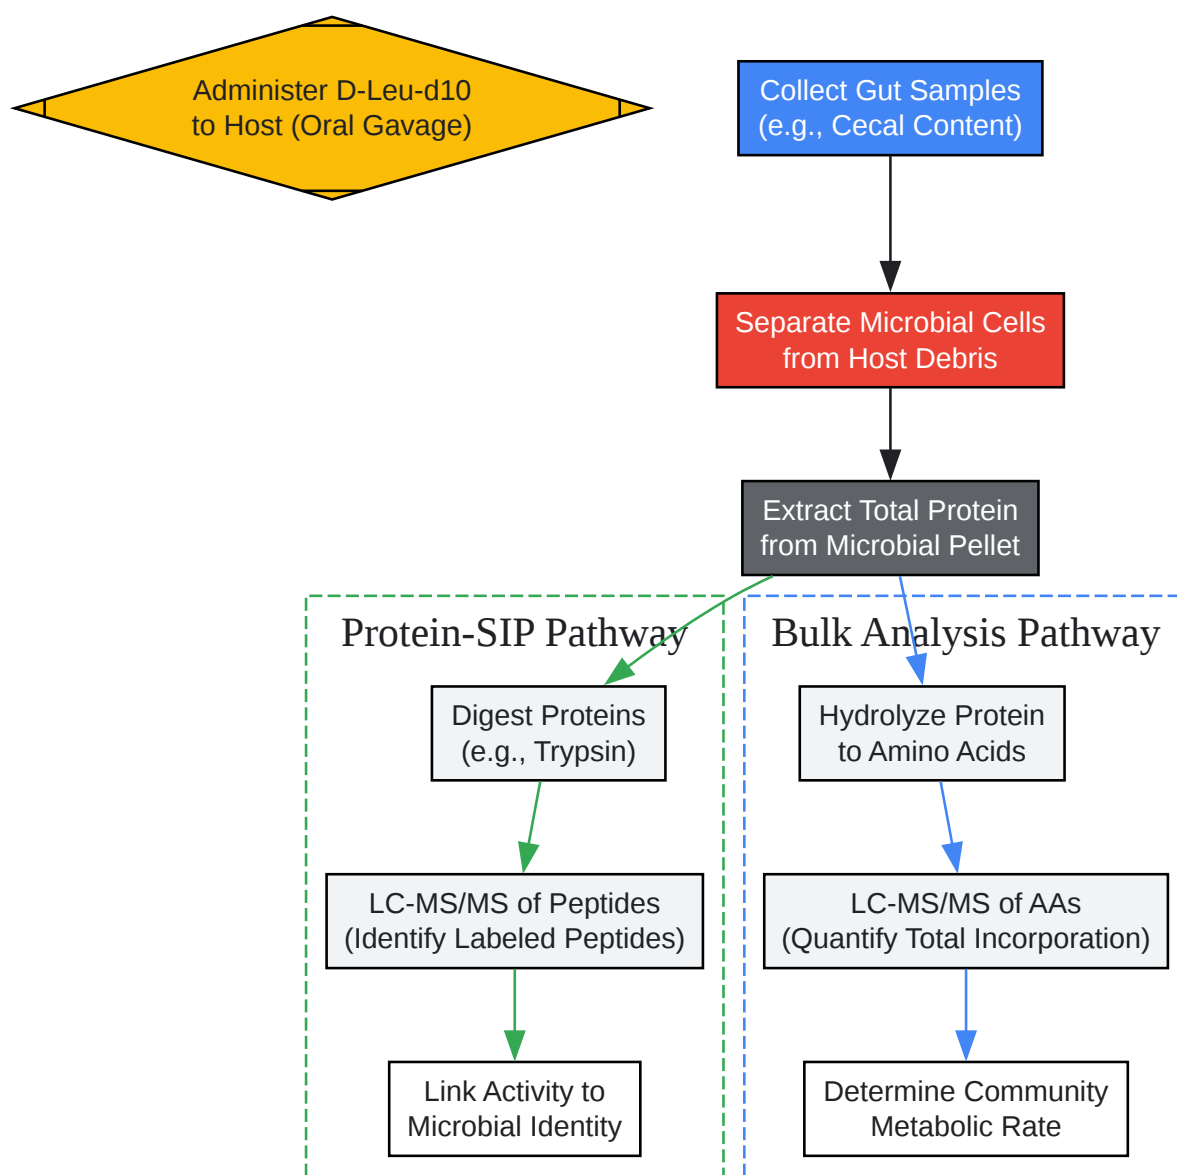 Administer D-Leu-d10
to Host (Oral Gavage)
Collect Gut Samples
(e.g., Cecal Content)
Separate Microbial Cells
from Host Debris
Extract Total Protein
from Microbial Pellet
Protein-SIP Pathway
Digest Proteins
(e.g., Trypsin)
LC-MS/MS of Peptides
(Identify Labeled Peptides)
Link Activity to
Microbial Identity
Bulk Analysis Pathway
Hydrolyze Protein
to Amino Acids
LC-MS/MS of AAs
(Quantify Total Incorporation)
Determine Community
Metabolic Rate